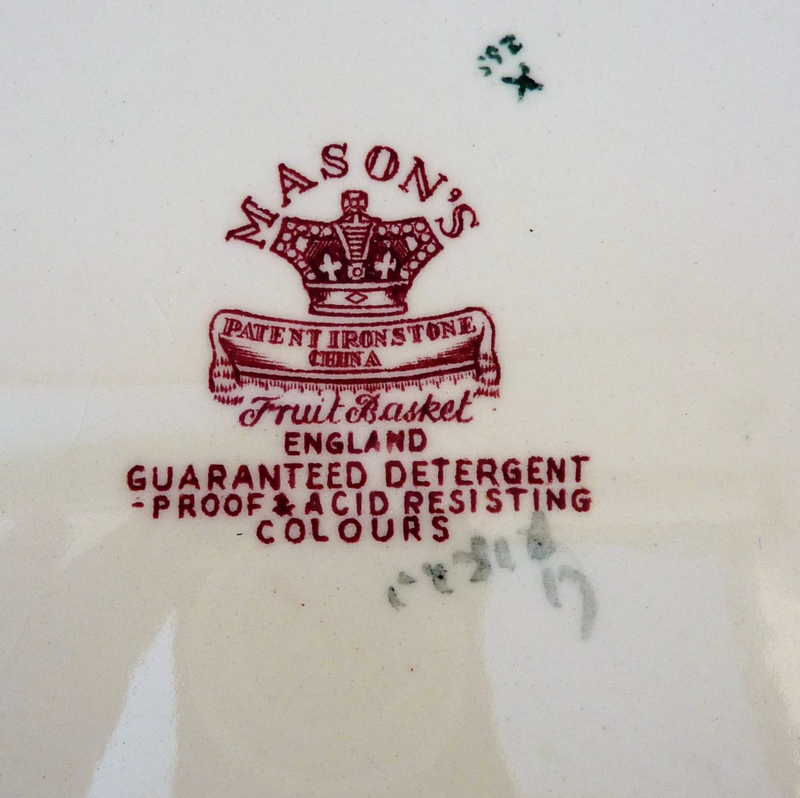 MASON'S
PATENT IRONSTONE
CHINA
Fruit Basket
ENGLAND
GUARANTEED DETERGENT
-PROOF & ACID RESISTING
COLOURS